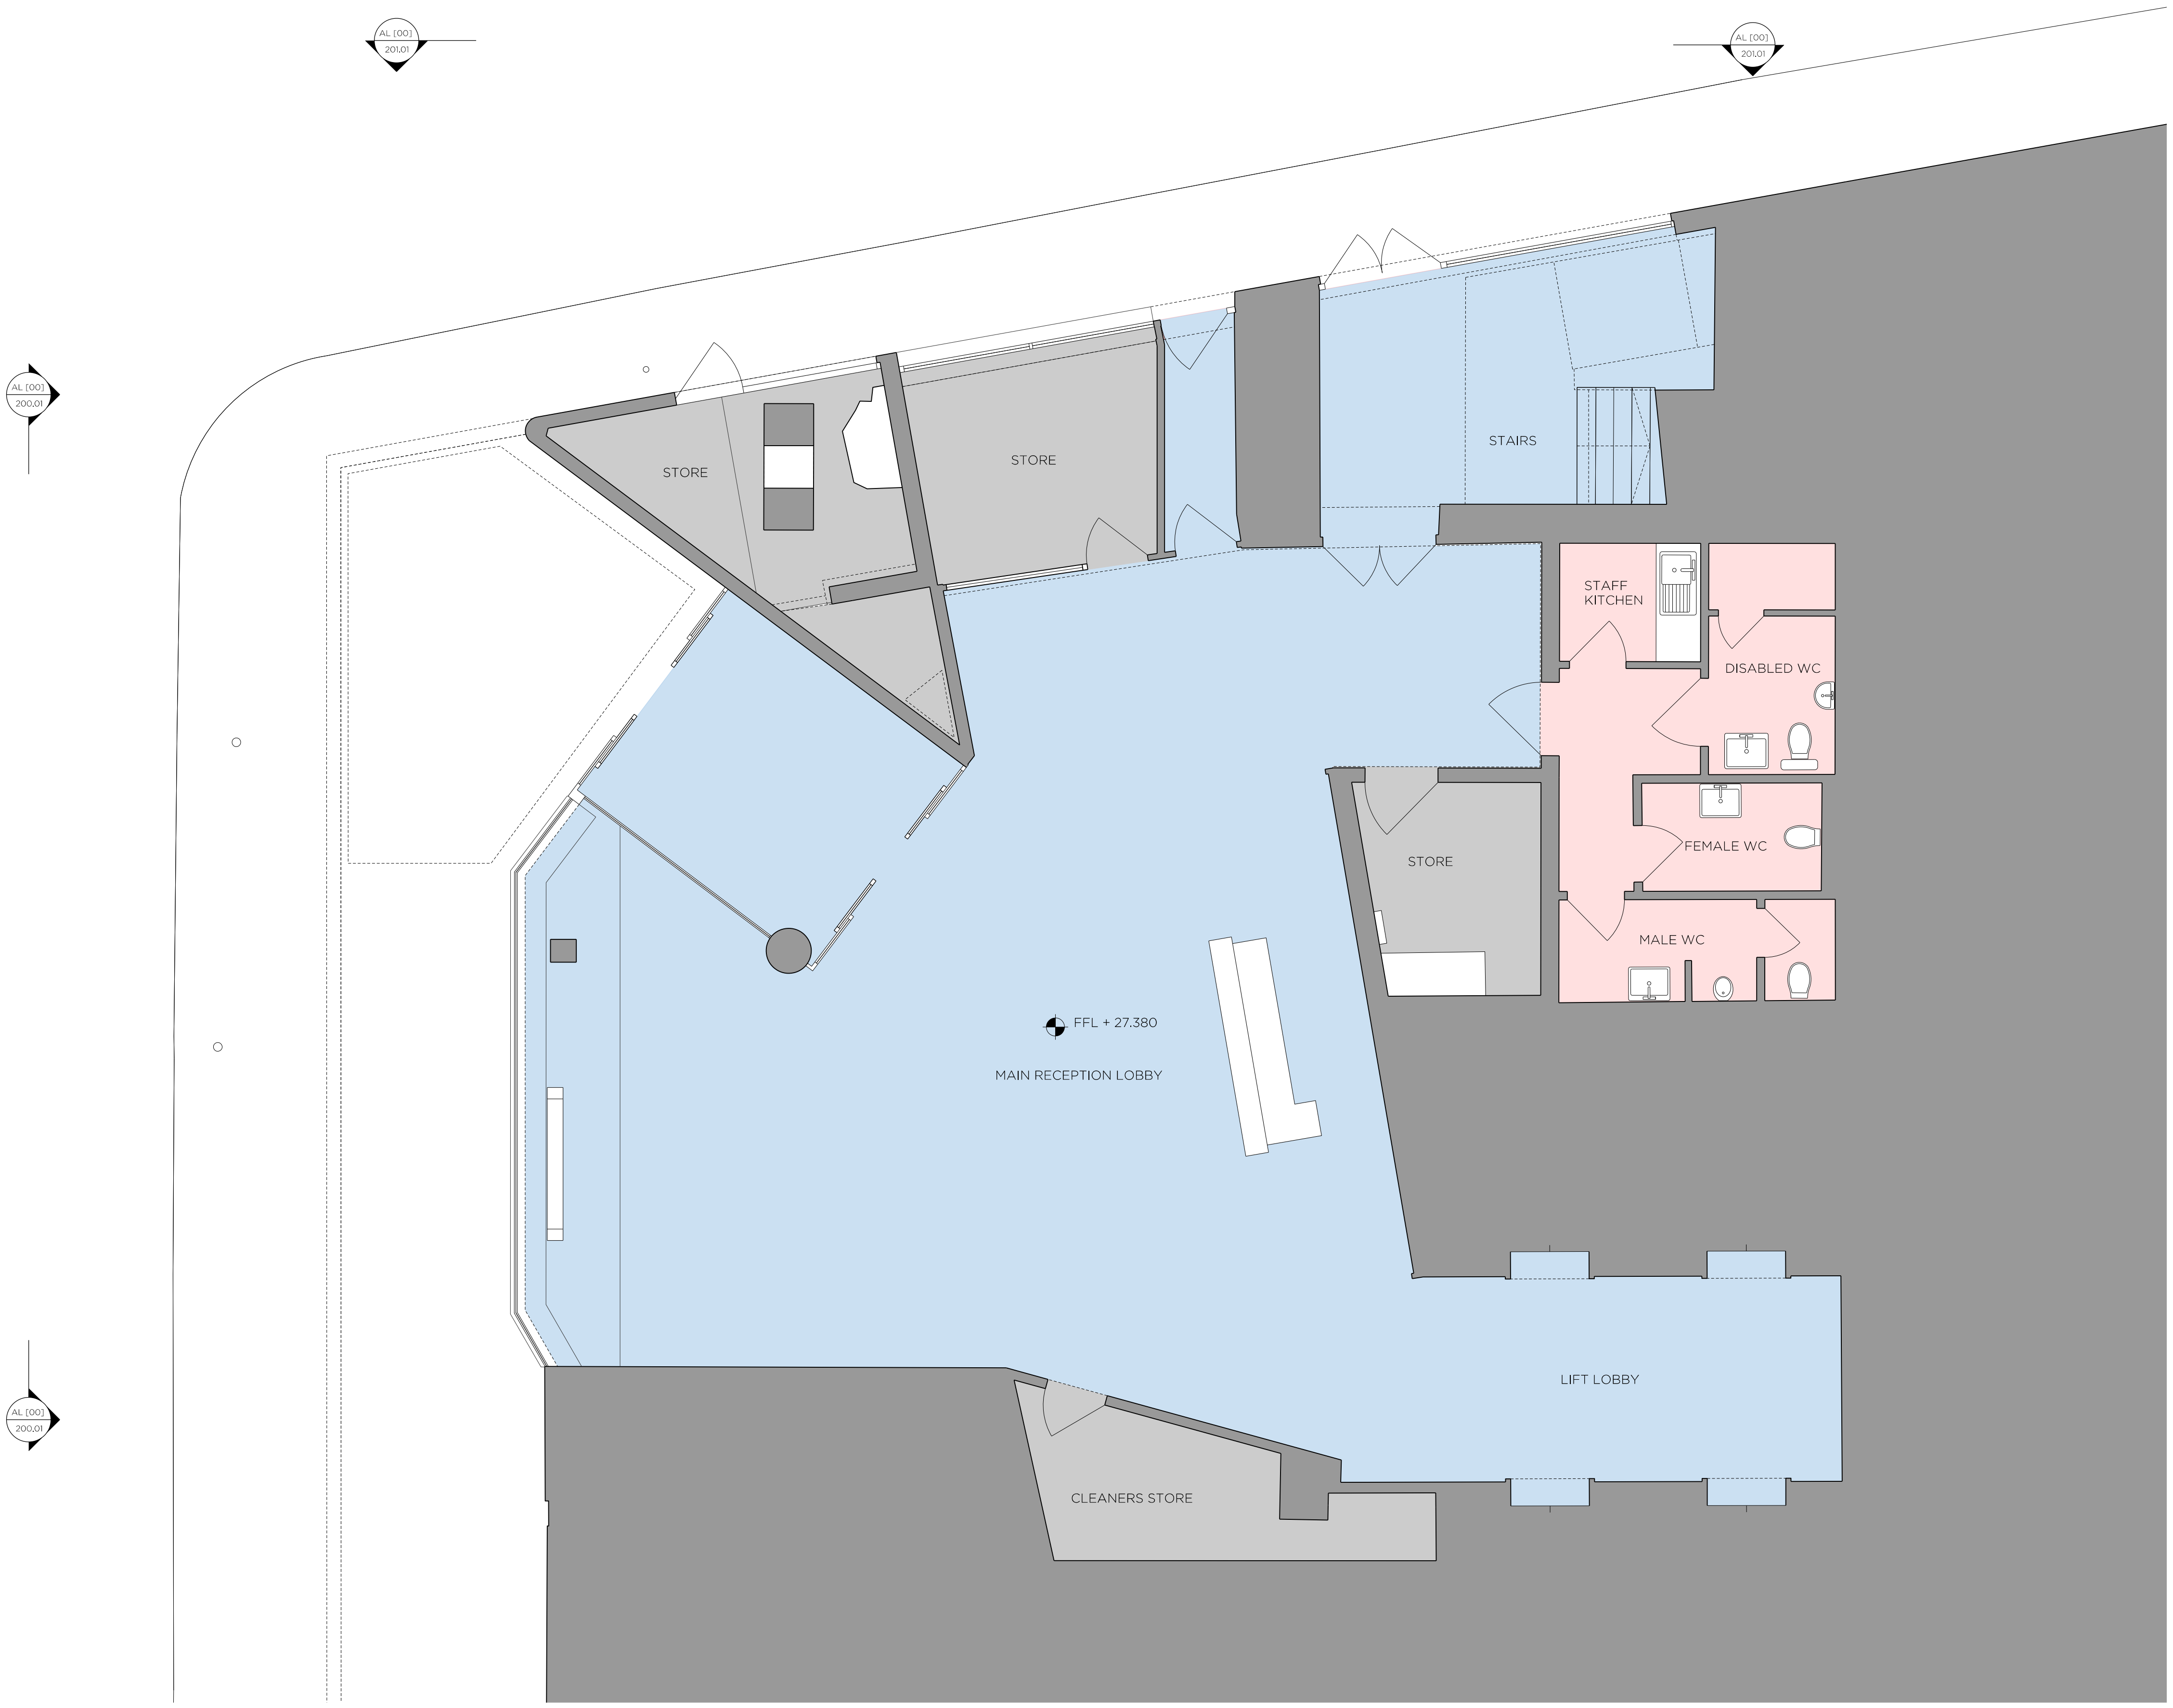 AL [00]
201.01
AL [00]
201.01
AL [00]
200.01
STAIRS
STORE
STORE
STAFF
KITCHEN
DISABLED WC
FEMALE WC
STORE
MALE WC
FFL + 27.380
MAIN RECEPTION LOBBY
LIFT LOBBY
AL [00]
200.01
CLEANERS STORE